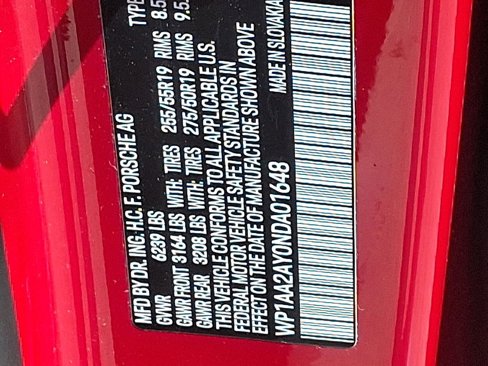 MFD BY DR. ING. H.C. F. PORSCHE AG TYPE
GVWR 6239 LBS
GAWR FRONT 3164 LBS WITH: TIRES 255/55R19 RIMS 8.5
GAWR REAR 3208 LBS WITH: TIRES 275/50R19 RIMS 9.5
THIS VEHICLE CONFORMS TO ALL APPLICABLE U.S.
FEDERAL MOTOR VEHICLE SAFETY STANDARDS IN
EFFECT ON DATE OF MANUFACTURE SHOWN ABOVE
WP1AA2AY0NDA01648 MADE IN SLOVAKIA